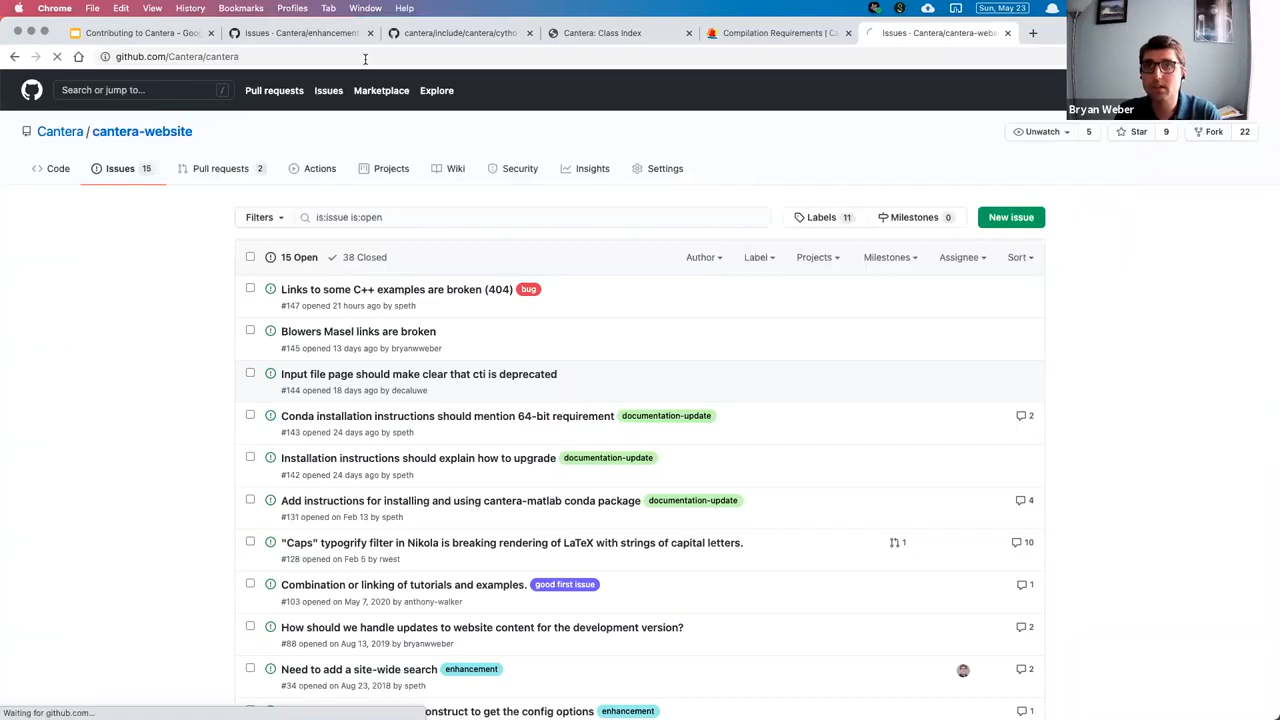 Chrome File Edit View History Bookmarks Profiles Tab Window Help Sun, May 23
Contributing to Cantera - Goo
Issues · Cantera/enhancement
cantera/include/cantera/cytho
Cantera: Class Index
Compilation Requirements | Ca
Issues · Cantera/cantera-webs
github.com/Cantera/cantera
Bryan Weber
Search or jump to... /
Pull requests Issues Marketplace Explore
Cantera / cantera-website
Unwatch 5 Star 9 Fork 22
Code Issues 15 Pull requests 2 Actions Projects Wiki Security Insights Settings
Filters is:issue is:open Labels 11 Milestones 0 New issue
15 Open 38 Closed Author Label Projects Milestones Assignee Sort
Links to some C++ examples are broken (404) bug
#147 opened 21 hours ago by speth
Blowers Masel links are broken
#145 opened 13 days ago by bryanwweber
Input file page should make clear that cti is deprecated
#144 opened 18 days ago by decaluwe
Conda installation instructions should mention 64-bit requirement documentation-update 2
#143 opened 24 days ago by speth
Installation instructions should explain how to upgrade documentation-update
#142 opened 24 days ago by speth
Add instructions for installing and using cantera-matlab conda package documentation-update 4
#131 opened on Feb 13 by speth
"Caps" typogrify filter in Nikola is breaking rendering of LaTeX with strings of capital letters. 1 10
#128 opened on Feb 5 by rwest
Combination or linking of tutorials and examples. good first issue 1
#103 opened on May 7, 2020 by anthony-walker
How should we handle updates to website content for the development version? 2
#88 opened on Aug 13, 2019 by bryanwweber
Need to add a site-wide search enhancement 2
#34 opened on Aug 23, 2018 by speth
onstruct to get the config options enhancement 1
Waiting for github.com...